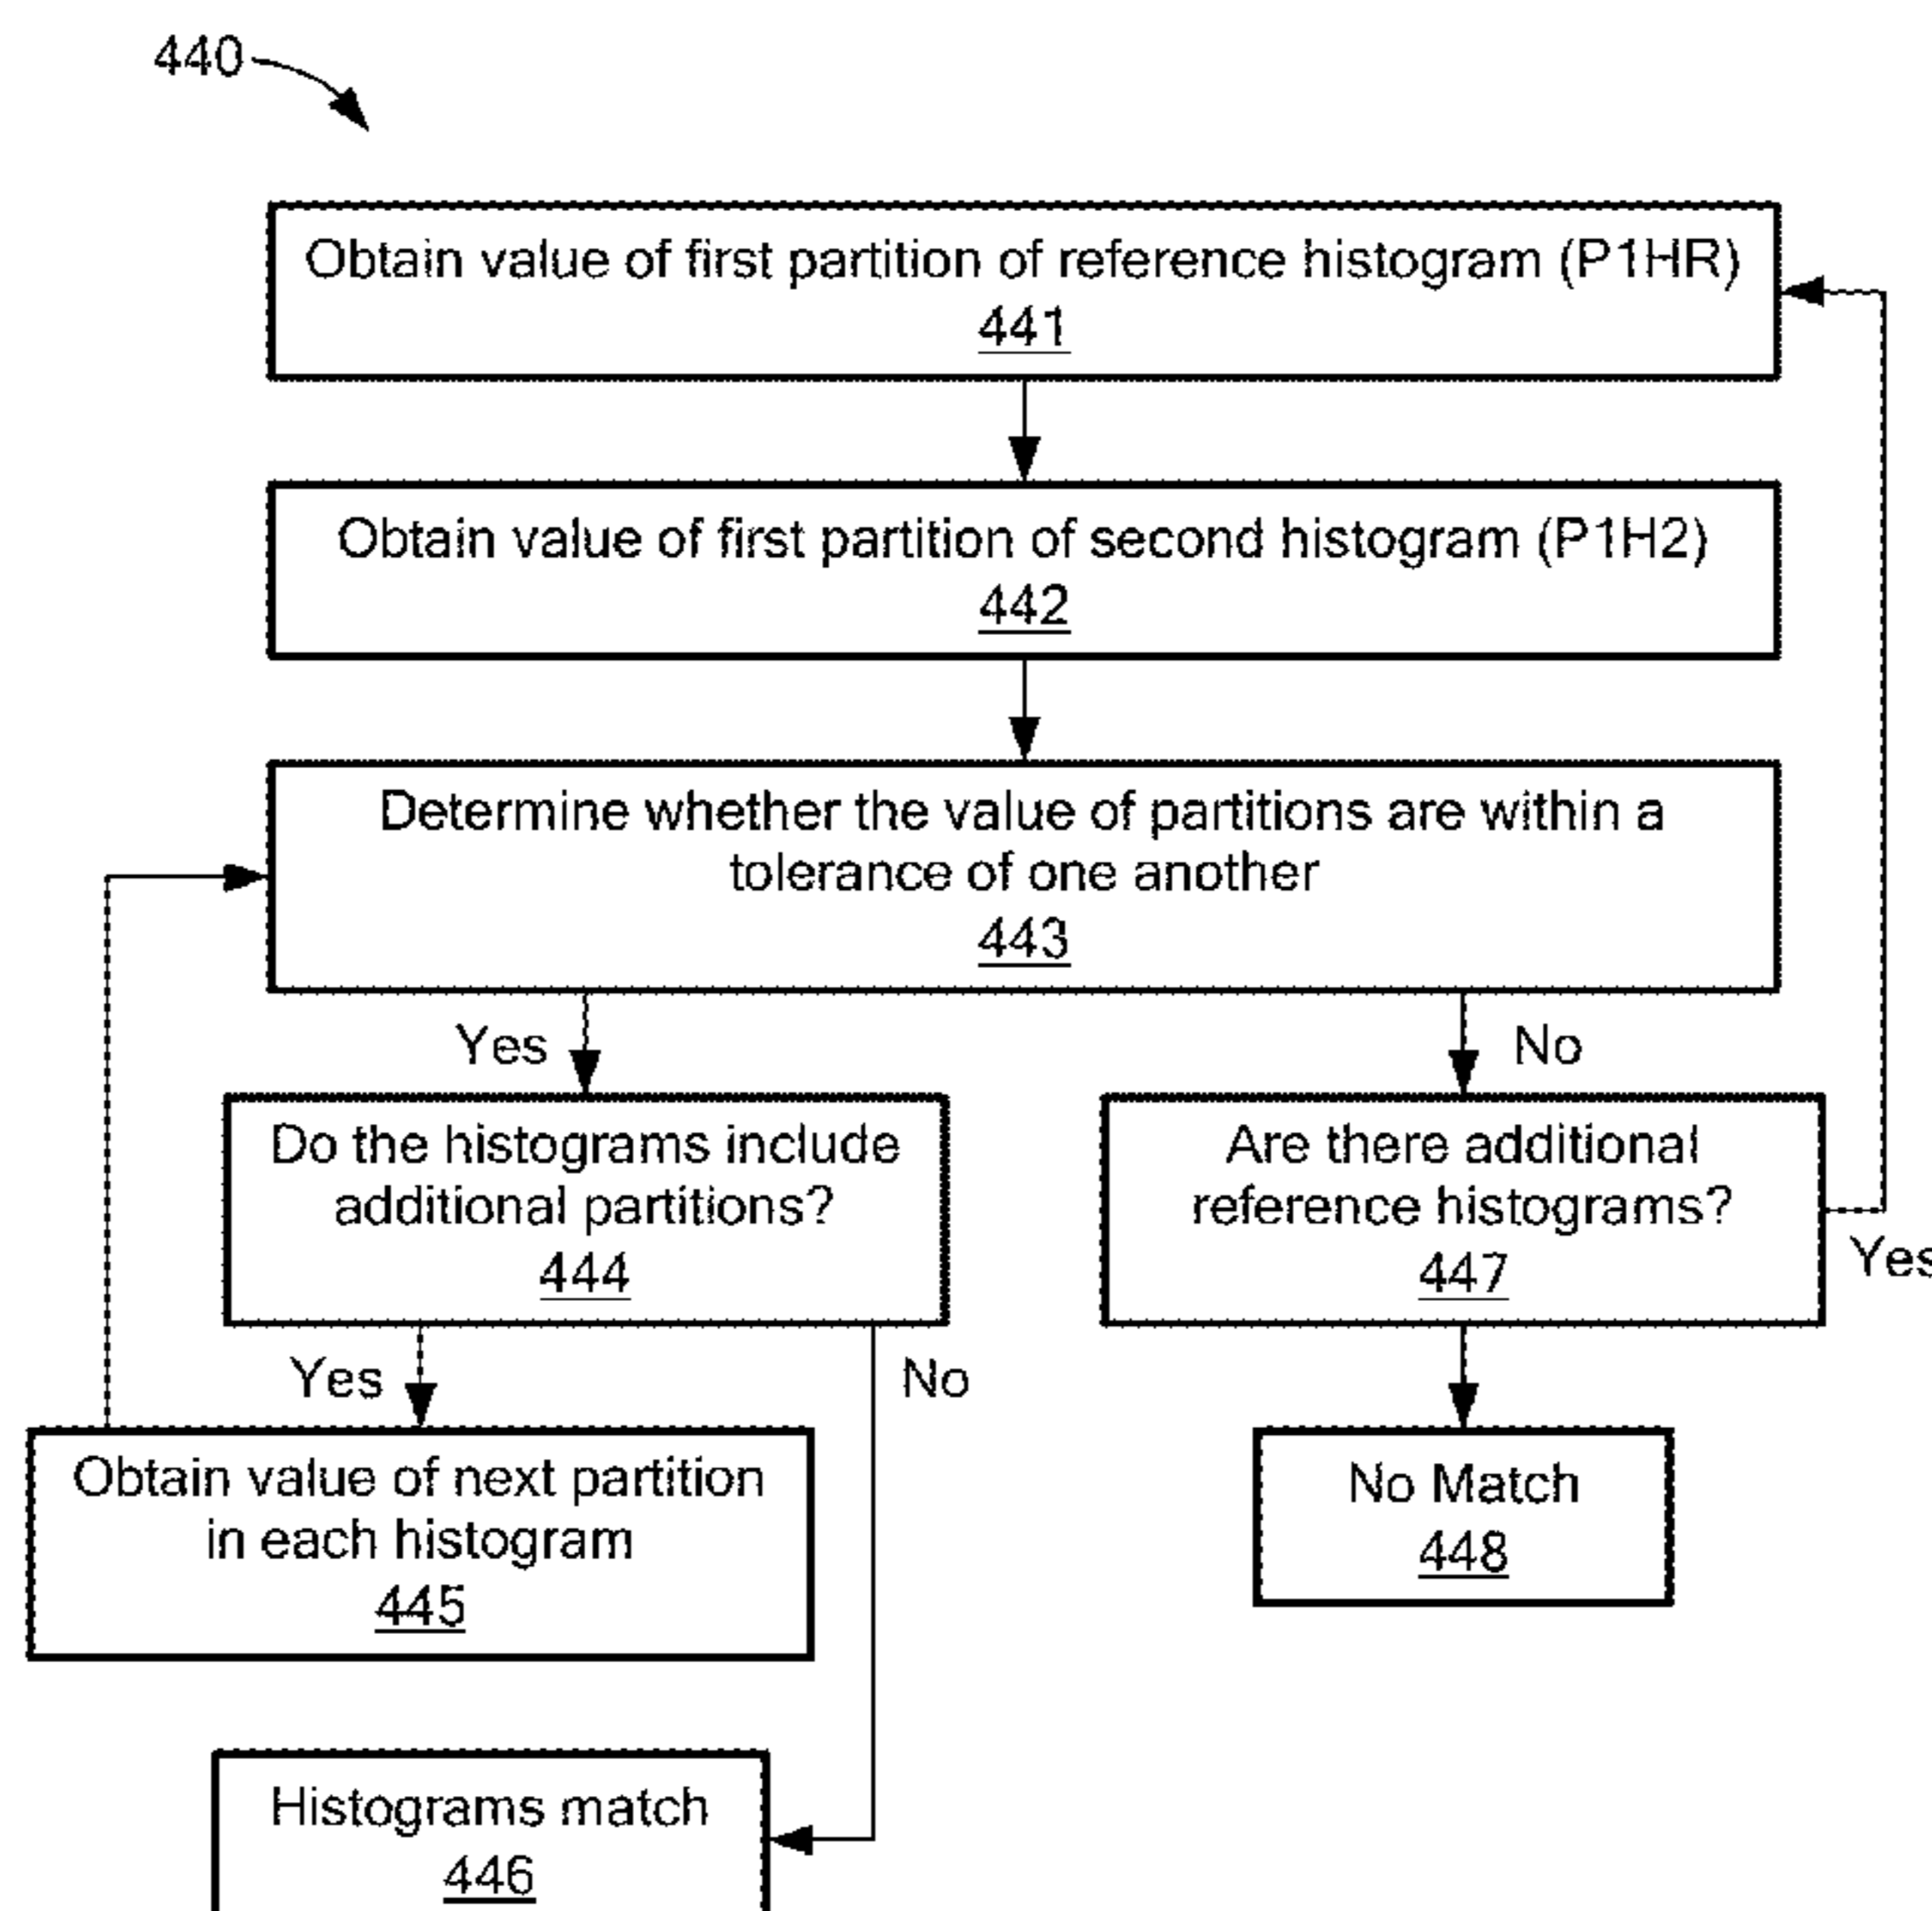 440
Obtain value of first partition of reference histogram (P1HR)
441
Obtain value of first partition of second histogram (P1H2)
442
Determine whether the value of partitions are within a
tolerance of one another
443
Yes
No
Do the histograms include
additional partitions?
444
Are there additional
reference histograms?
447
Yes
Yes
No
Obtain value of next partition
in each histogram
445
No Match
448
Histograms match
446